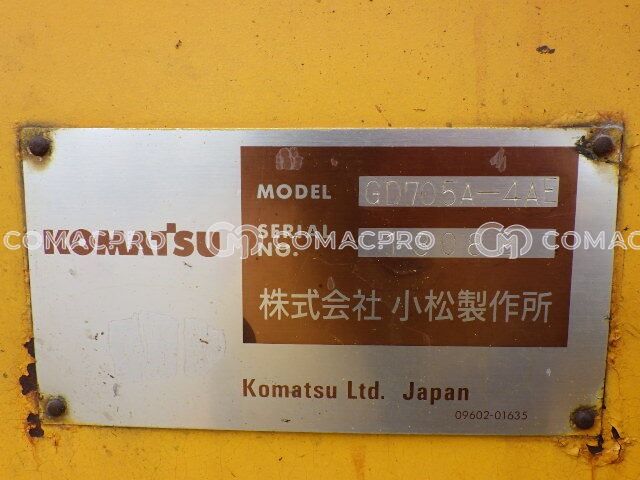 MODEL GD705A-4AE
KOMATSU
SERIAL NO.
株式会社 小松製作所
Komatsu Ltd. Japan
09602-01635
COMACPRO COMACPRO COMAC